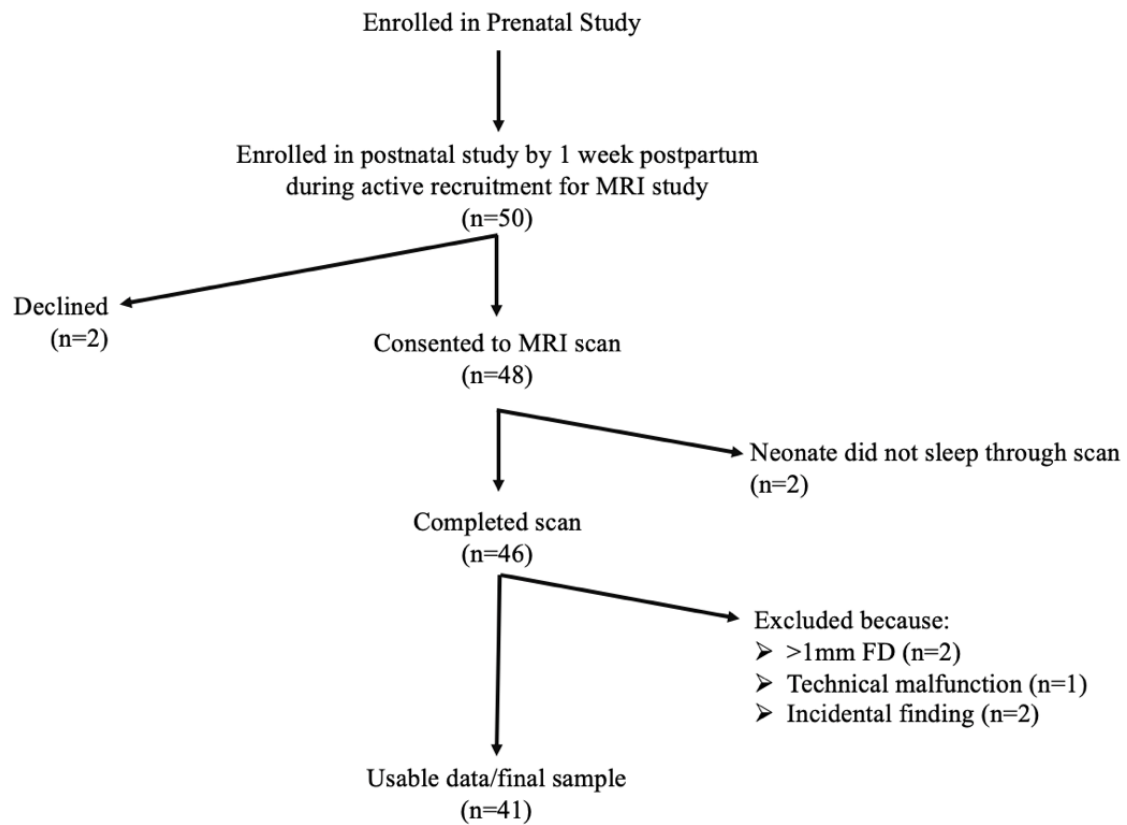 Enrolled in Prenatal Study
Enrolled in postnatal study by 1 week postpartum
during active recruitment for MRI study
(n=50)
Declined
(n=2)
Consented to MRI scan
(n=48)
Neonate did not sleep through scan
(n=2)
Completed scan
(n=46)
Excluded because:
➢ >1mm FD (n=2)
➢ Technical malfunction (n=1)
➢ Incidental finding (n=2)
Usable data/final sample
(n=41)